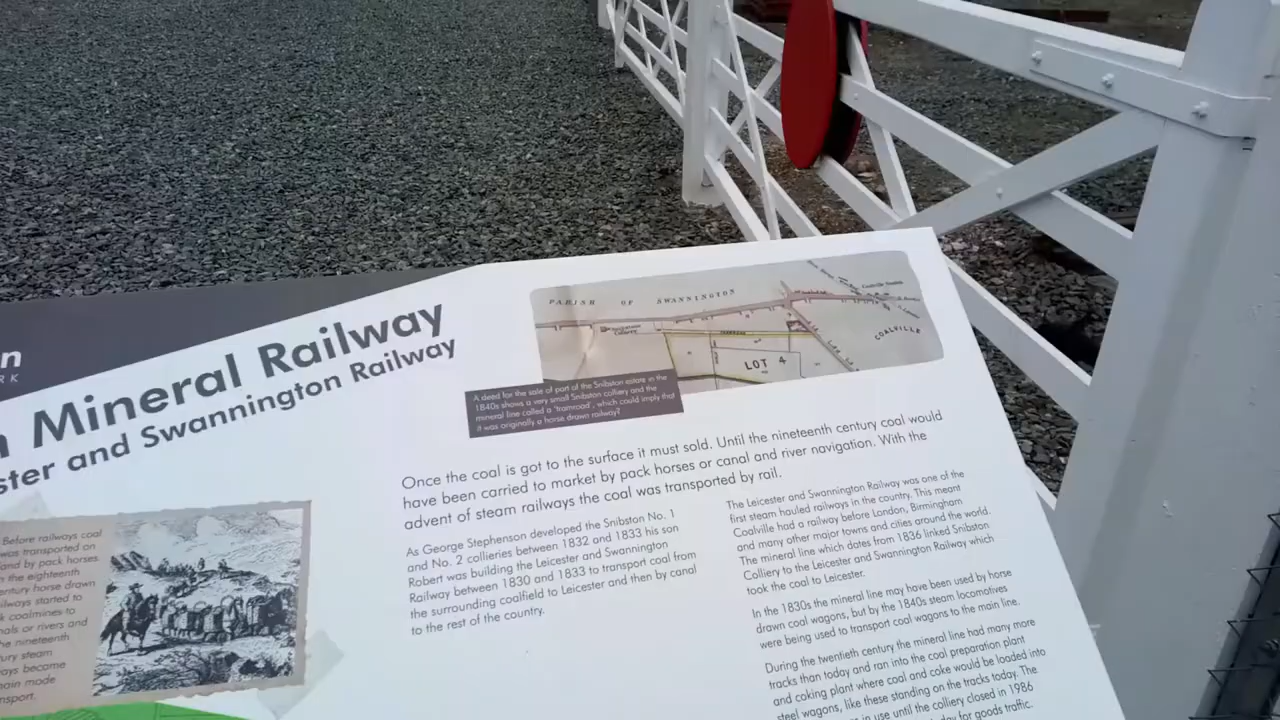 n
RK
n Mineral Railway
ster and Swannington Railway
PARISH OF SWANNINGTON
COALVILLE
LOT 4
A deed for the sale of part of the Snibston estate in the
1840s shows a very small Snibston colliery and the
mineral line called a 'tramroad', which could imply that
it was originally a horse drawn railway?
Once the coal is got to the surface it must sold. Until the nineteenth century coal would
have been carried to market by pack horses or canal and river navigation. With the
advent of steam railways the coal was transported by rail.
As George Stephenson developed the Snibston No. 1
and No. 2 collieries between 1832 and 1833 his son
Robert was building the Leicester and Swannington
Railway between 1830 and 1833 to transport coal from
the surrounding coalfield to Leicester and then by canal
to the rest of the country.
The Leicester and Swannington Railway was one of the
first steam hauled railways in the country. This meant
Coalville had a railway before London, Birmingham
and many other major towns and cities around the world.
The mineral line which dates from 1836 linked Snibston
Colliery to the Leicester and Swannington Railway which
took the coal to Leicester.
In the 1830s the mineral line may have been used by horse
drawn coal wagons, but by the 1840s steam locomotives
were being used to transport coal wagons to the main line.
During the twentieth century the mineral line had many more
tracks than today and ran into the coal preparation plant
and coking plant where coal and coke would be loaded into
steel wagons, like these standing on the tracks today. The
in use until the colliery closed in 1986
day for goods traffic.
Before railways coal
was transported on
land by pack horses.
n the eighteenth
entury horse drawn
ilways started to
k coalmines to
nals or rivers and
he nineteenth
ury steam
ays became
ain mode
nsport.